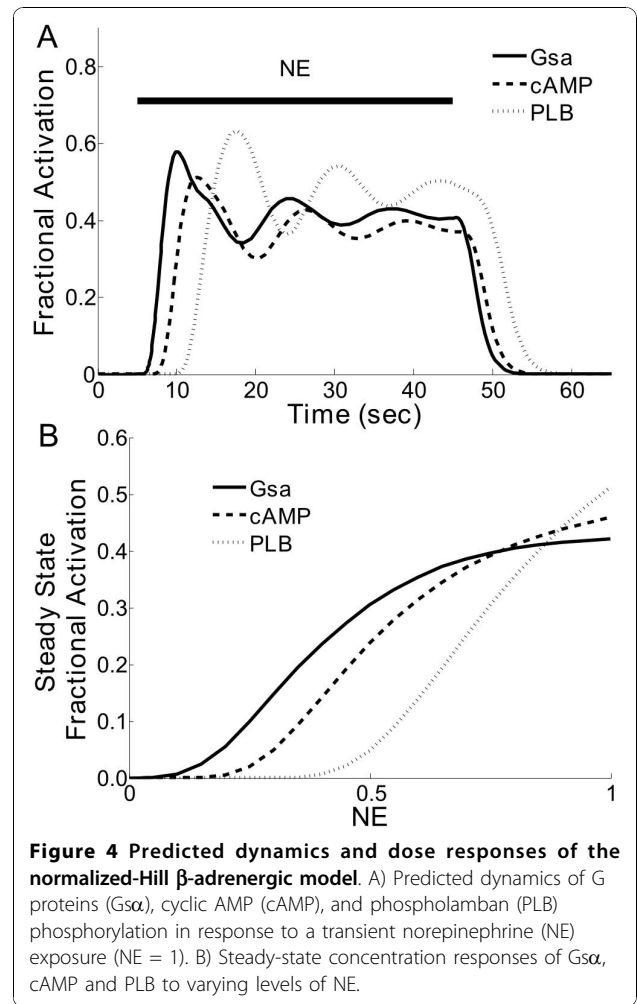 A
NE
Gsa
cAMP
PLB
Fractional Activation
0.8
0.6
0.4
0.2
0
0 10 20 30 40 50 60
Time (sec)
B
Gsa
cAMP
PLB
Steady State
Fractional Activation
0.6
0.5
0.4
0.3
0.2
0.1
0.0
0 0.5 1
NE
Figure 4 Predicted dynamics and dose responses of the
normalized-Hill β-adrenergic model. A) Predicted dynamics of G
proteins (Gsα), cyclic AMP (cAMP), and phospholamban (PLB)
phosphorylation in response to a transient norepinephrine (NE)
exposure (NE = 1). B) Steady-state concentration responses of Gsα,
cAMP and PLB to varying levels of NE.